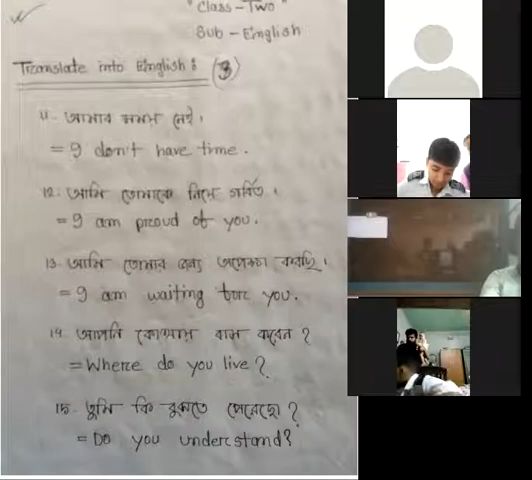 "Class-Two"
Sub - English
Translate into English: (3)
11. আমার সময় নেই।
= I don't have time.
12. আমি তোমাকে নিয়ে গর্বিত।
= I am proud of you.
13. আমি তোমার জন্য অপেক্ষা করছি।
= I am waiting for you.
14. আপনি কোথায় বাস করেন?
= Where do you live?
15. তুমি কি বুঝতে পেরেছো?
= Do you understand?